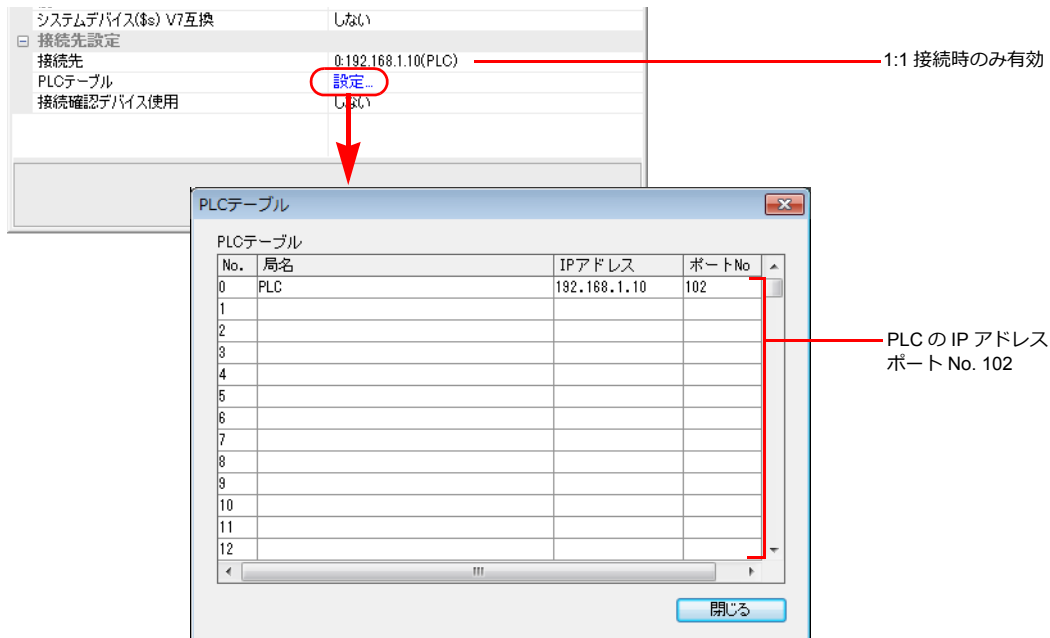 システムデバイス($s) V7互換 しない
接続先設定
接続先 0:192.168.1.10(PLC)
1:1 接続時のみ有効
PLCテーブル 設定...
接続確認デバイス使用 しない
PLCテーブル
PLCテーブル
No. 局名 IPアドレス ポートNo
0 PLC 192.168.1.10 102
1
2
3
PLC の IP アドレス
ポート No. 102
4
5
6
7
8
9
10
11
12
閉じる